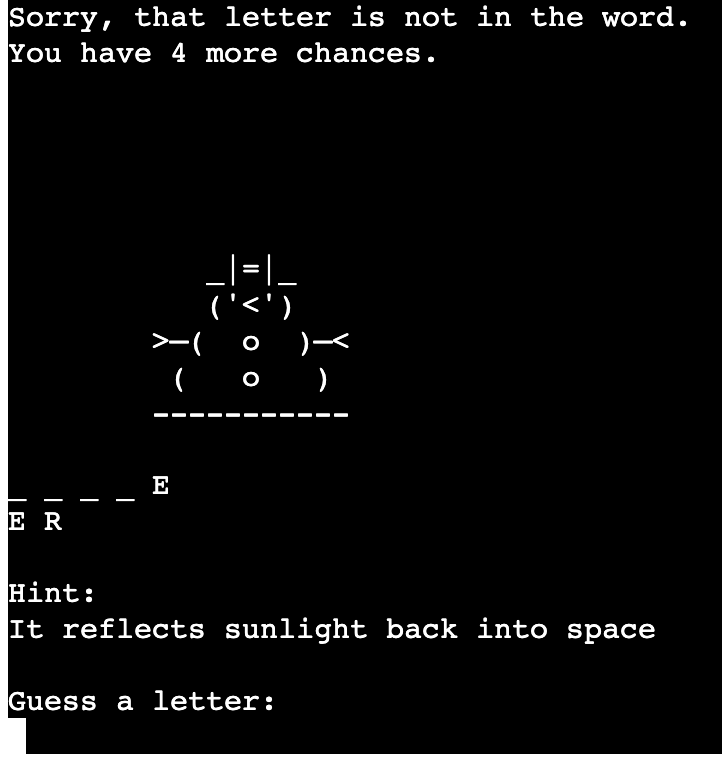 Sorry, that letter is not in the word.
You have 4 more chances.
_|=|_
('<')
>—( o )—<
( o )
-----------
_ _ _ _ E
E R
Hint:
It reflects sunlight back into space
Guess a letter: